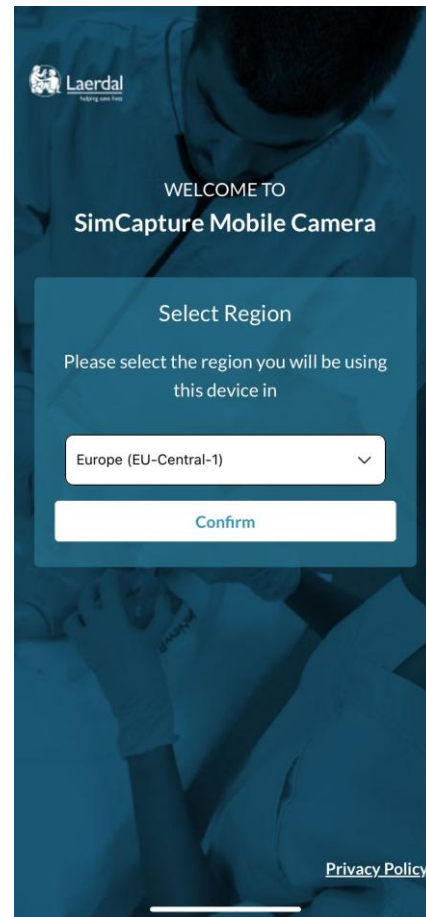 Laerdal
helping save lives
WELCOME TO
SimCapture Mobile Camera
Select Region
Please select the region you will be using
this device in
Europe (EU-Central-1)
Confirm
Privacy Policy